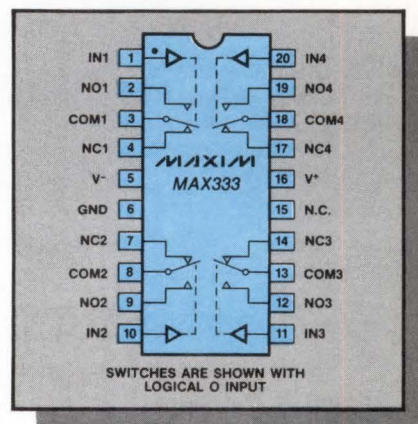 IN1 1 20 IN4
NO1 2 19 NO4
COM1 3 18 COM4
NC1 4 17 NC4
MAXIM
V⁻ 5 16 V⁺
MAX333
GND 6 15 N.C.
NC2 7 14 NC3
COM2 8 13 COM3
NO2 9 12 NO3
IN2 10 11 IN3
SWITCHES ARE SHOWN WITH
LOGICAL O INPUT